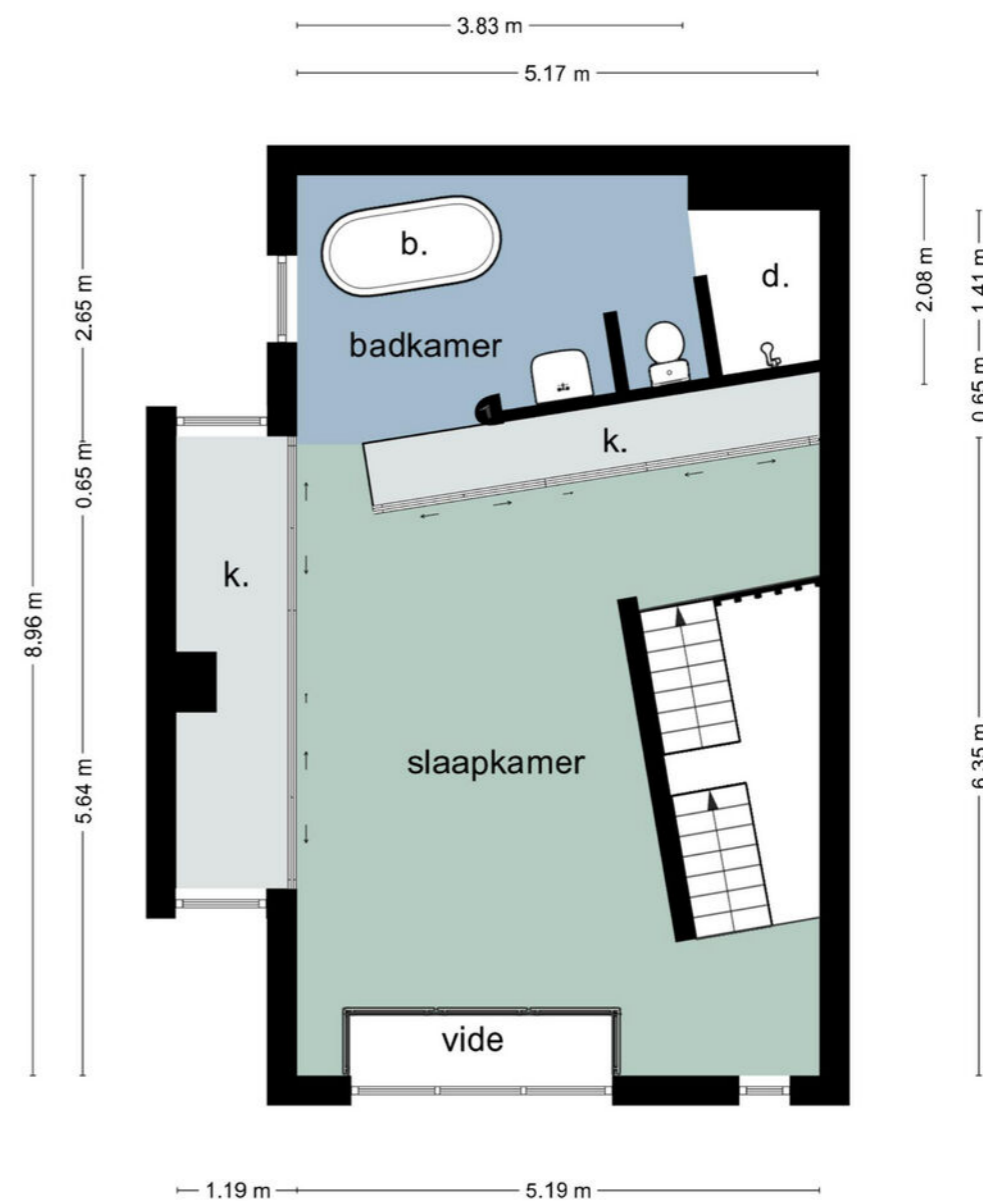 3.83 m
5.17 m
b.
d.
badkamer
k.
k.
slaapkamer
vide
8.96 m
2.65 m
0.65 m
5.64 m
2.08 m
1.41 m
0.65 m
6.35 m
1.19 m
5.19 m